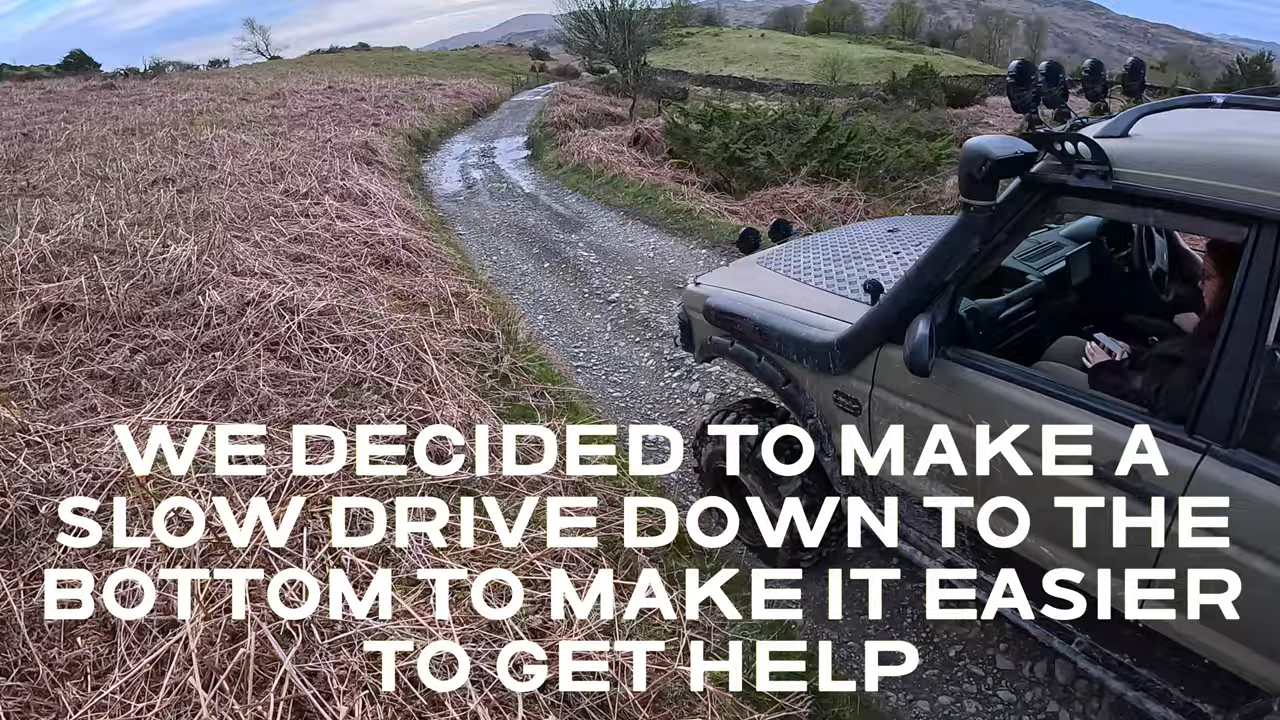 WE DECIDED TO MAKE A
SLOW DRIVE DOWN TO THE
BOTTOM TO MAKE IT EASIER
TO GET HELP